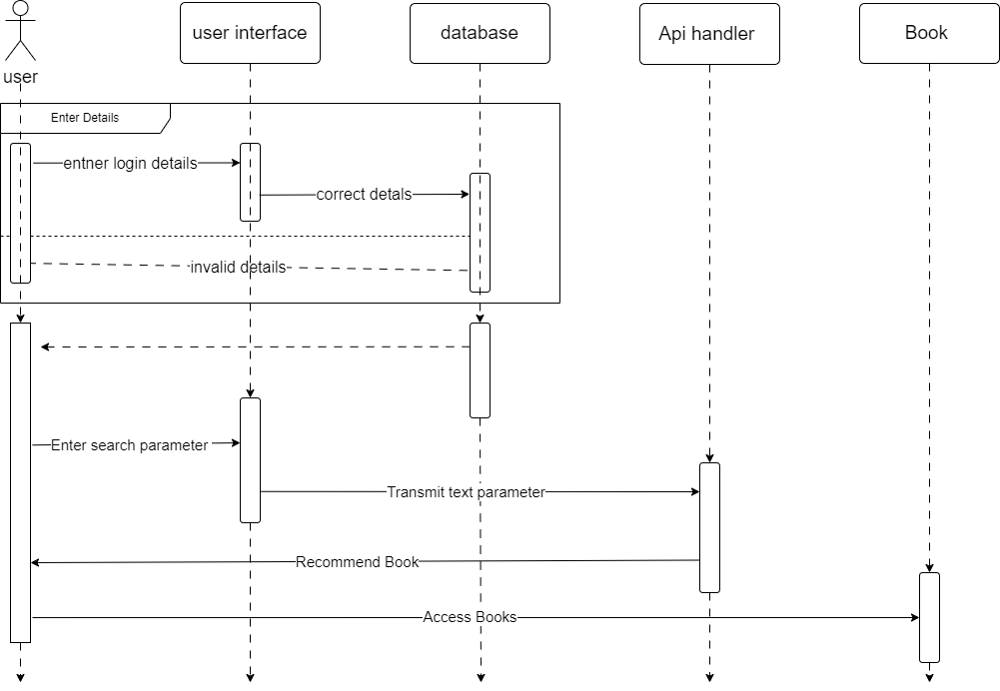 user interface
database
Api handler
Book
user
Enter Details
entner login details
correct detals
invalid details
Enter search parameter
Transmit text parameter
Recommend Book
Access Books